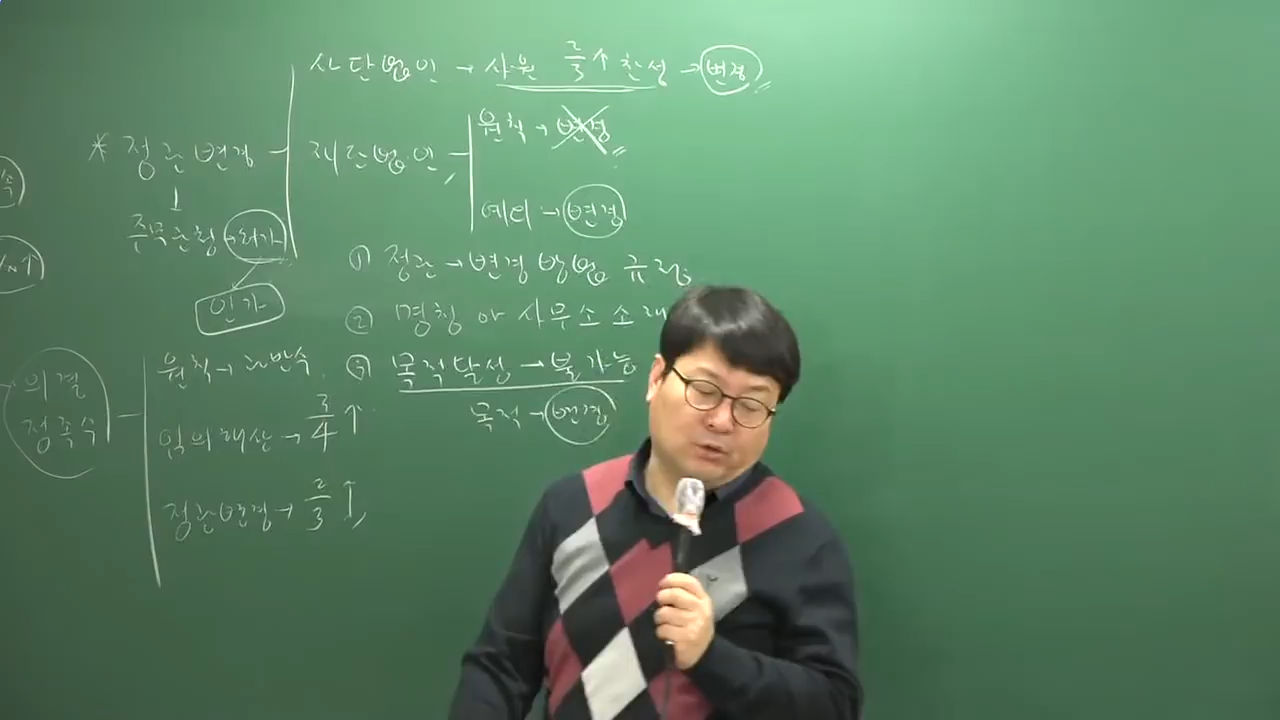 사단법인 → 사원 2/3↑ 찬성 → 변경
원칙 → 변경
* 정관변경
재단법인
주무관청 → 허가
예외 → 변경
인가
① 정관 → 변경방법 규정
② 명칭 or 사무소 소재
③ 목적달성 → 불가능
목적 → 변경
의결
정족수
원칙 → 과반수
임의해산 → 3/4↑
정관변경 → 2/3↑